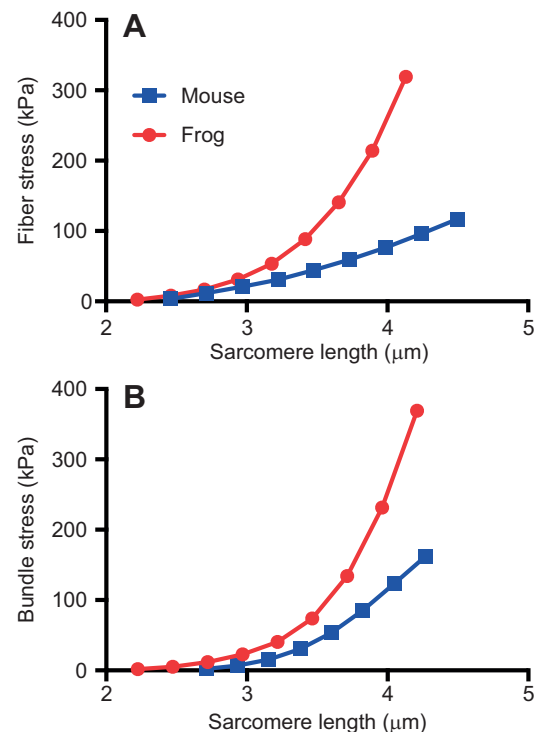 A
400
300
200
100
0
Fiber stress (kPa)
Mouse
Frog
2 3 4 5
Sarcomere length (μm)
B
400
300
200
100
0
Bundle stress (kPa)
2 3 4 5
Sarcomere length (μm)